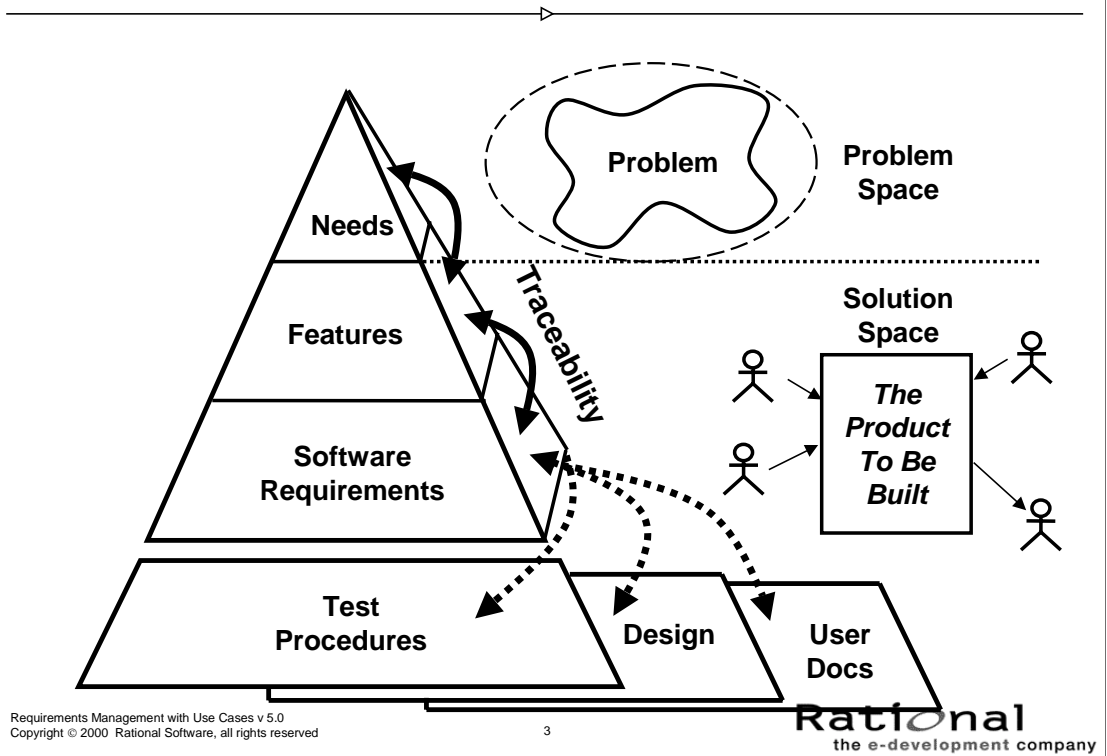 Problem
Problem
Space
Needs
Traceability
Solution
Space
Features
The
Product
To Be
Built
Software
Requirements
Test
Procedures
Design
User
Docs
Requirements Management with Use Cases v 5.0
Copyright © 2000 Rational Software, all rights reserved
3
Rational
the e-development company